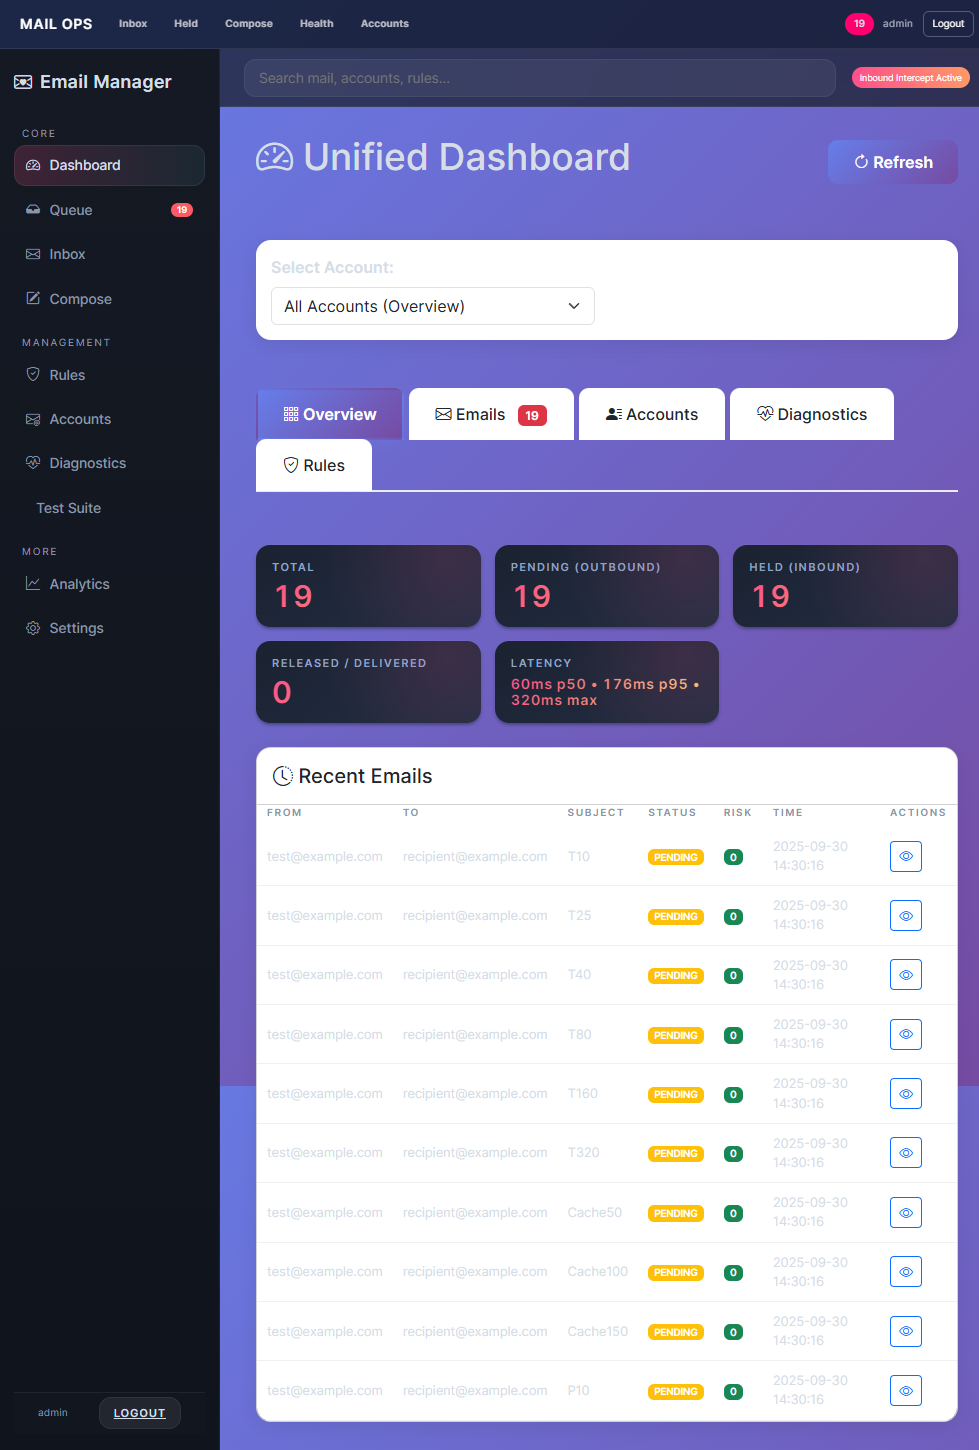 MAIL OPS Inbox Held Compose Health Accounts 19 admin Logout
Email Manager
CORE
Dashboard
Queue 19
Inbox
Compose
MANAGEMENT
Rules
Accounts
Diagnostics
Test Suite
MORE
Analytics
Settings
admin LOGOUT
Search mail, accounts, rules... Inbound Intercept Active
Unified Dashboard Refresh
Select Account:
All Accounts (Overview)
Overview Emails 19 Accounts Diagnostics
Rules
TOTAL
19
PENDING (OUTBOUND)
19
HELD (INBOUND)
19
RELEASED / DELIVERED
0
LATENCY
60ms p50 • 176ms p95 •
320ms max
Recent Emails
FROM TO SUBJECT STATUS RISK TIME ACTIONS
test@example.com recipient@example.com T10 PENDING 0 2025-09-30
14:30:16
test@example.com recipient@example.com T25 PENDING 0 2025-09-30
14:30:16
test@example.com recipient@example.com T40 PENDING 0 2025-09-30
14:30:16
test@example.com recipient@example.com T80 PENDING 0 2025-09-30
14:30:16
test@example.com recipient@example.com T160 PENDING 0 2025-09-30
14:30:16
test@example.com recipient@example.com T320 PENDING 0 2025-09-30
14:30:16
test@example.com recipient@example.com Cache50 PENDING 0 2025-09-30
14:30:16
test@example.com recipient@example.com Cache100 PENDING 0 2025-09-30
14:30:16
test@example.com recipient@example.com Cache150 PENDING 0 2025-09-30
14:30:16
test@example.com recipient@example.com P10 PENDING 0 2025-09-30
14:30:16